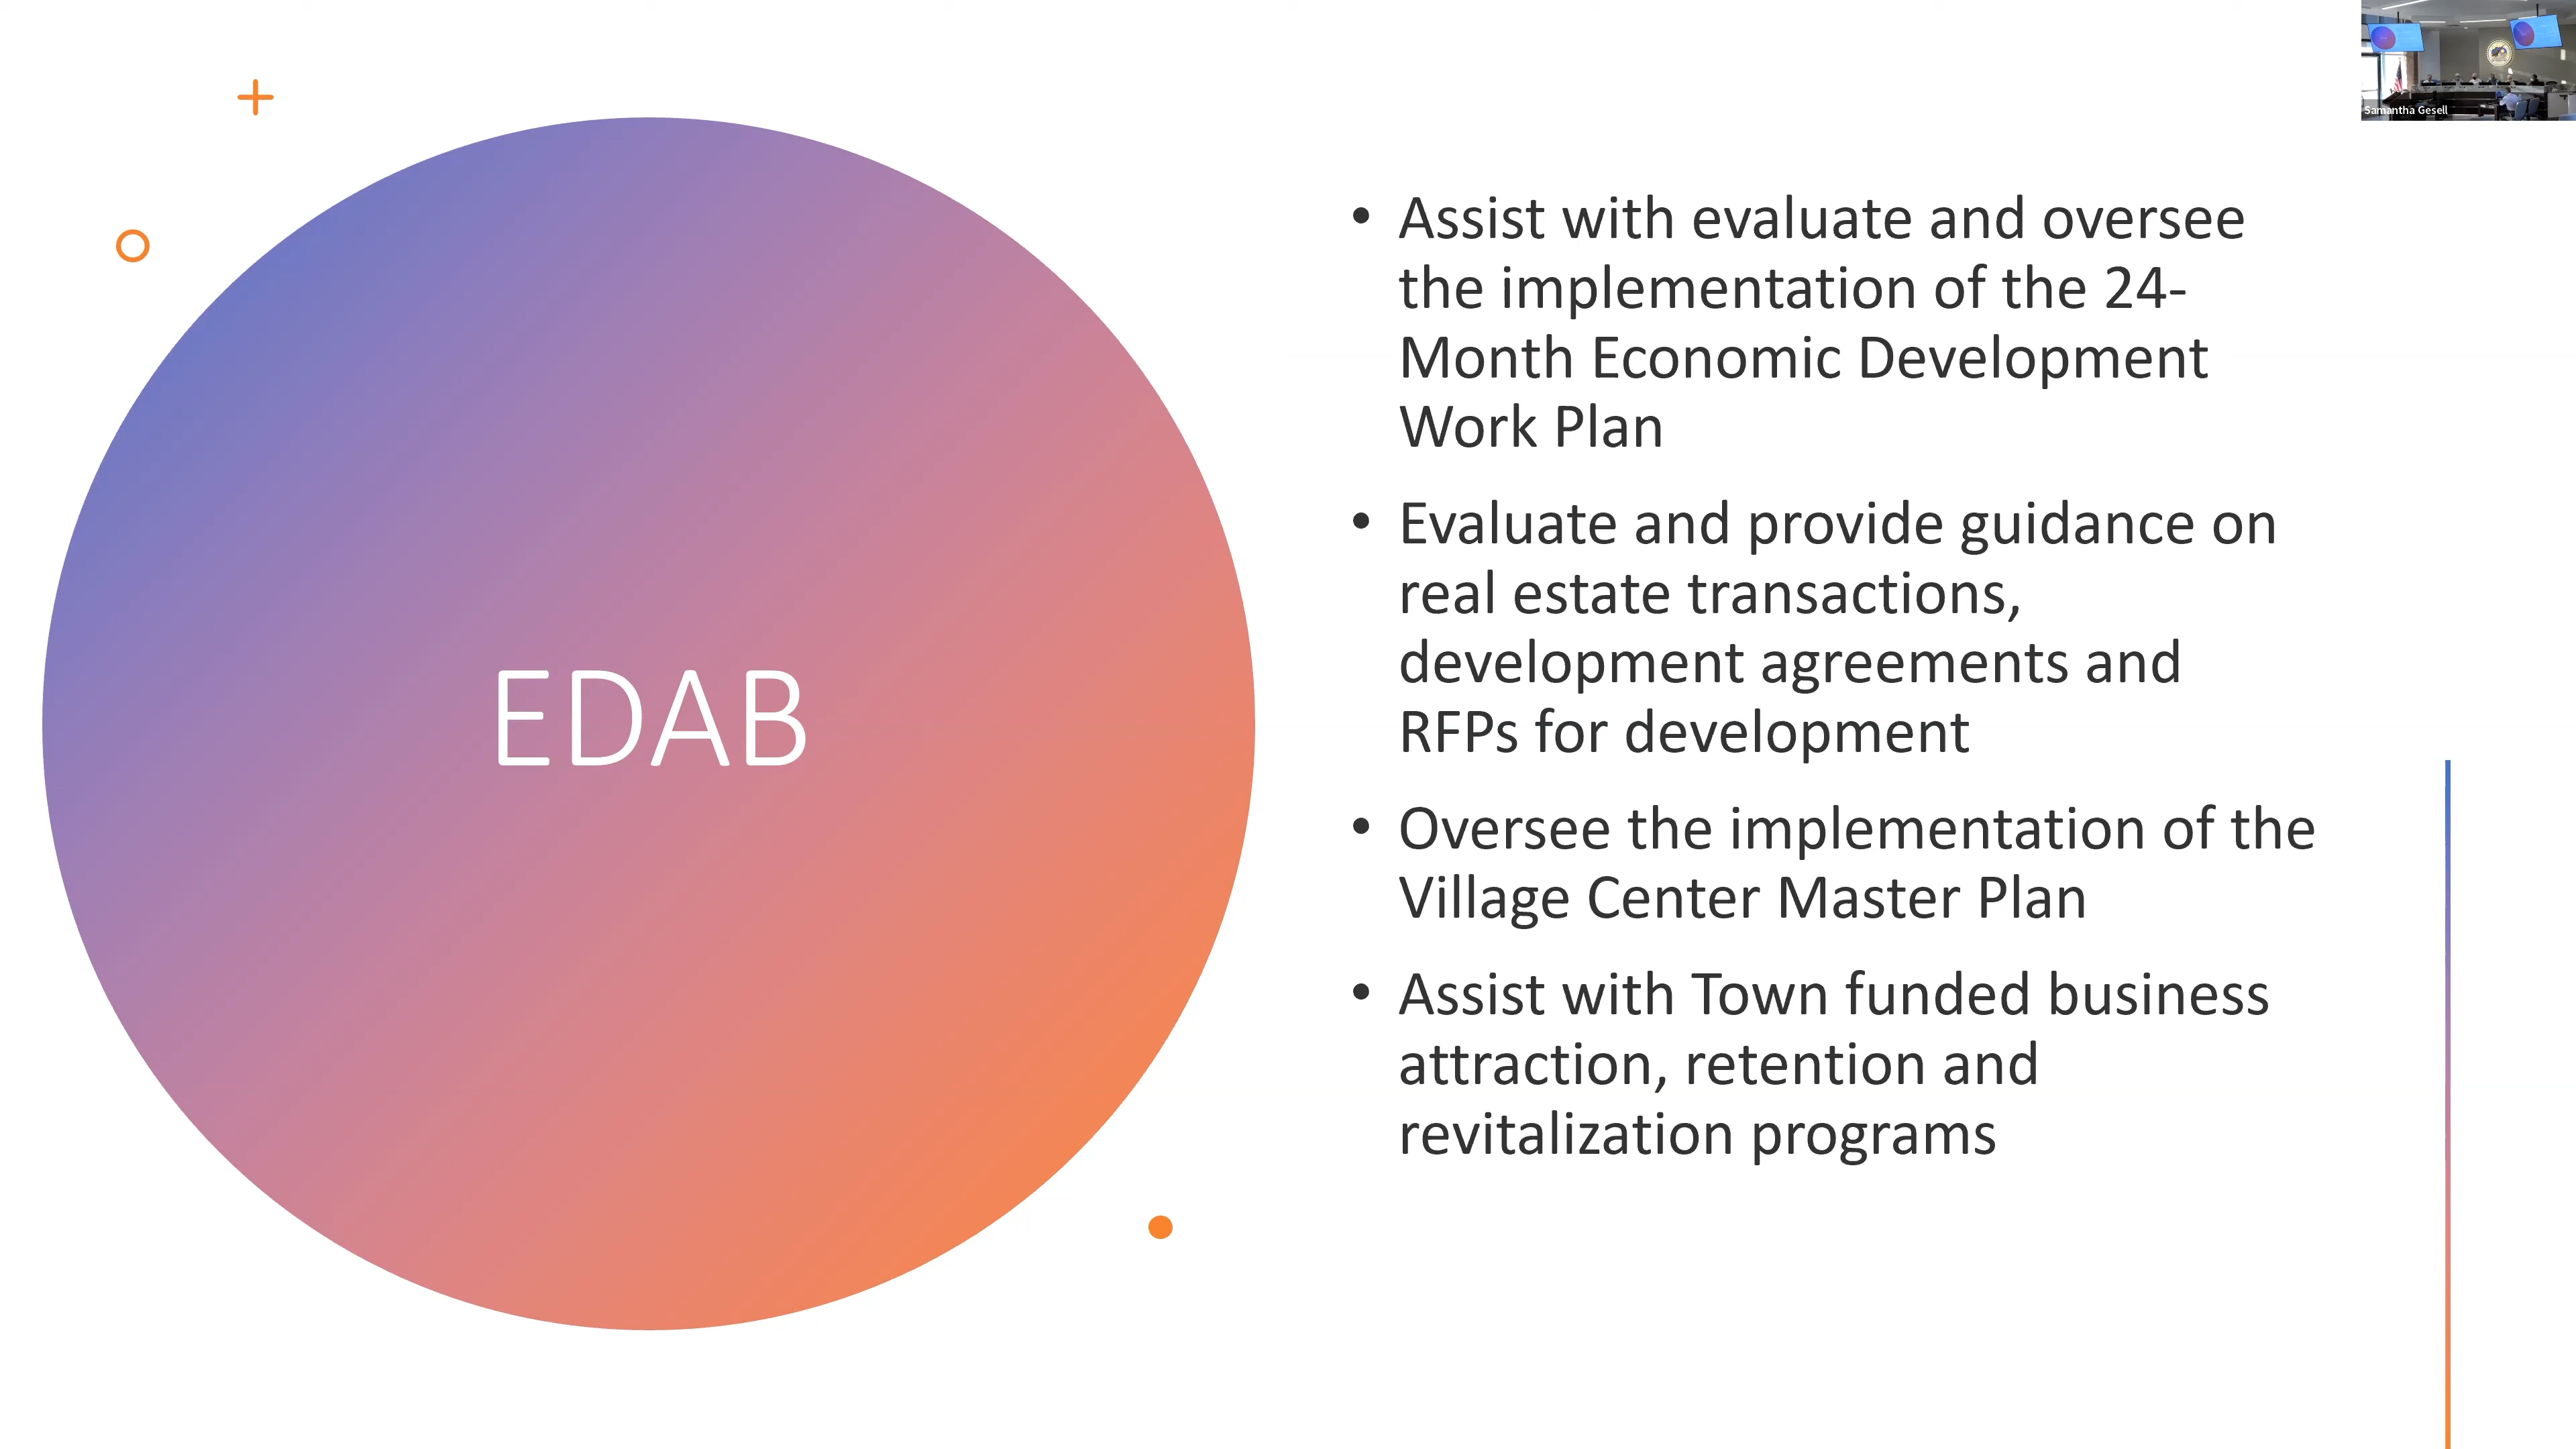 Samantha Gesell
EDAB
• Assist with evaluate and oversee
the implementation of the 24-
Month Economic Development
Work Plan
• Evaluate and provide guidance on
real estate transactions,
development agreements and
RFPs for development
• Oversee the implementation of the
Village Center Master Plan
• Assist with Town funded business
attraction, retention and
revitalization programs